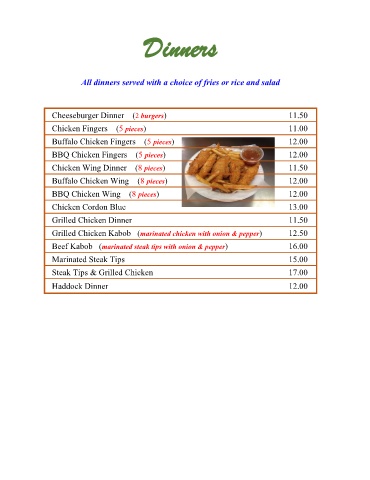 Dinners
All dinners served with a choice of fries or rice and salad
Cheeseburger Dinner (2 burgers) 11.50
Chicken Fingers (5 pieces) 11.00
Buffalo Chicken Fingers (5 pieces) 12.00
BBQ Chicken Fingers (5 pieces) 12.00
Chicken Wing Dinner (8 pieces) 11.50
Buffalo Chicken Wing (8 pieces) 12.00
BBQ Chicken Wing (8 pieces) 12.00
Chicken Cordon Blue 13.00
Grilled Chicken Dinner 11.50
Grilled Chicken Kabob (marinated chicken with onion & pepper) 12.50
Beef Kabob (marinated steak tips with onion & pepper) 16.00
Marinated Steak Tips 15.00
Steak Tips & Grilled Chicken 17.00
Haddock Dinner 12.00